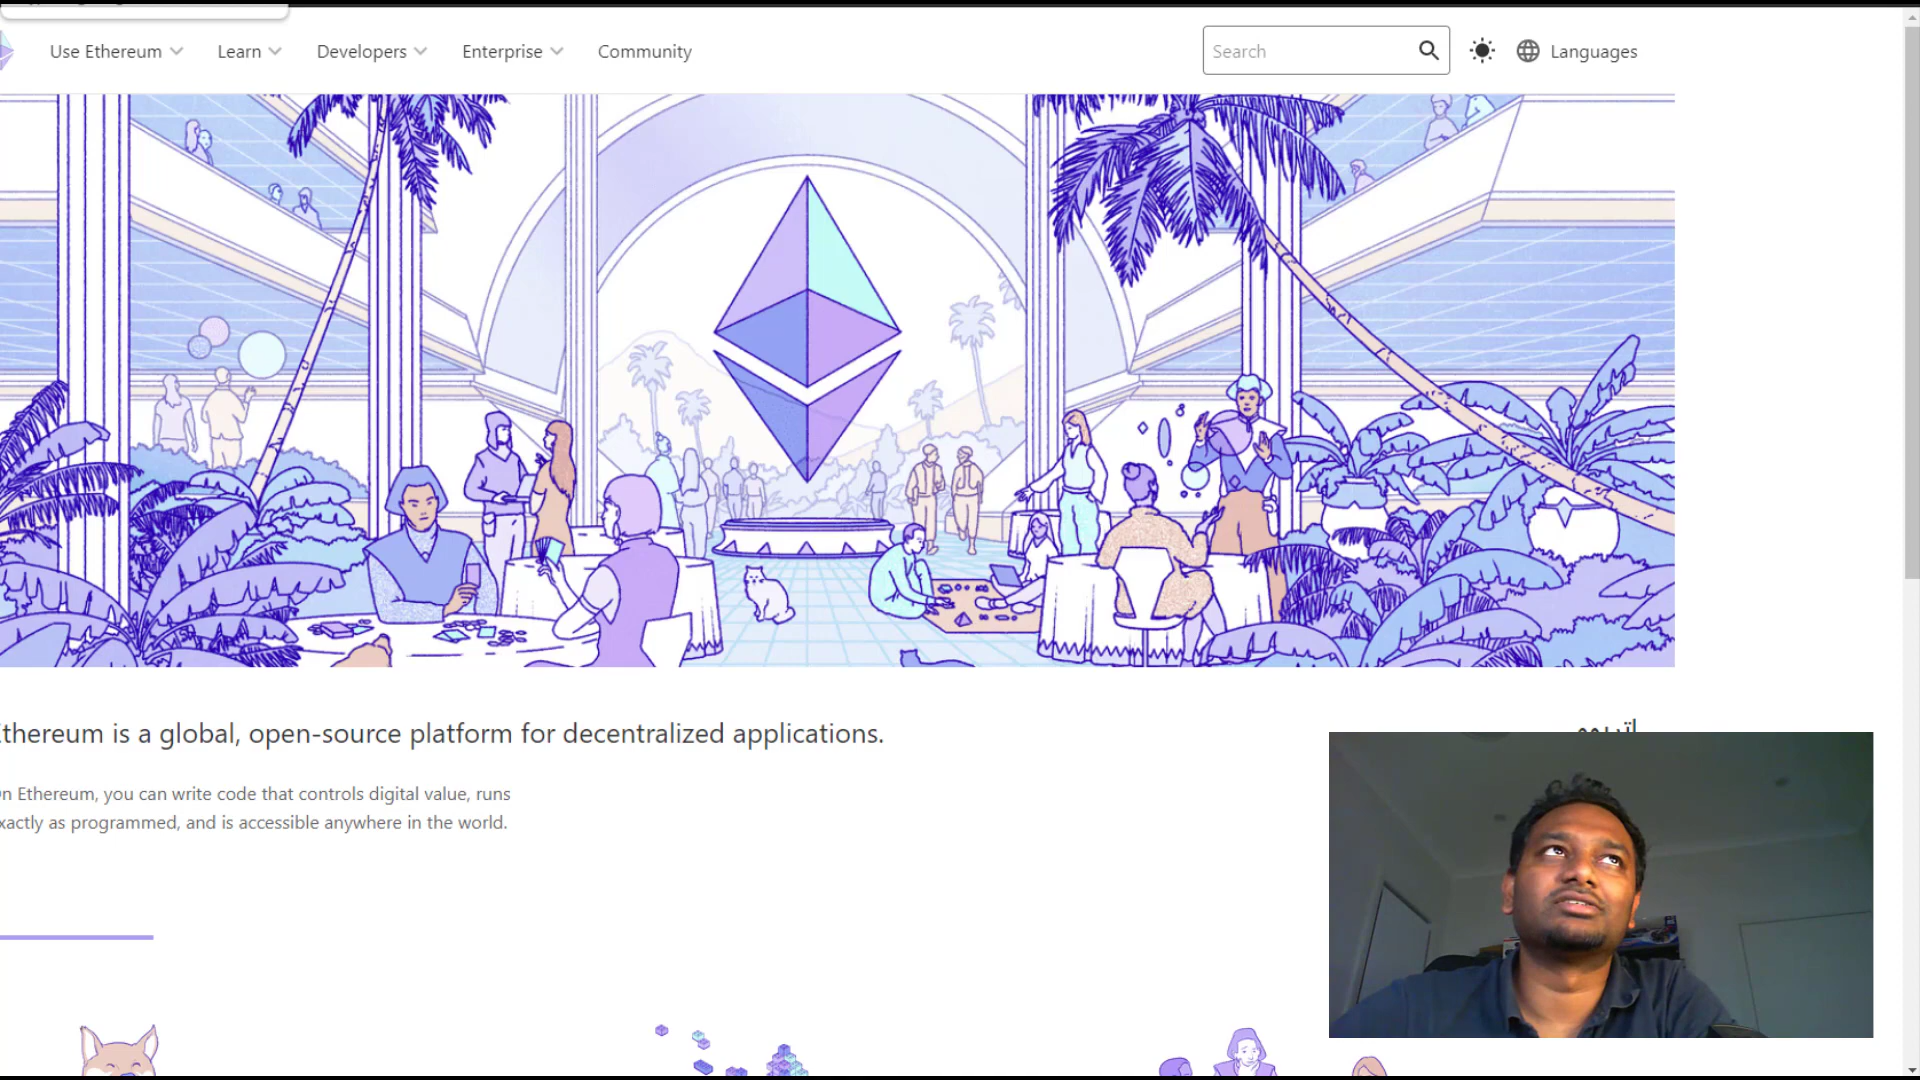 Use Ethereum
Learn
Developers
Enterprise
Community
Search
Languages
thereum is a global, open-source platform for decentralized applications.
n Ethereum, you can write code that controls digital value, runs
xactly as programmed, and is accessible anywhere in the world.